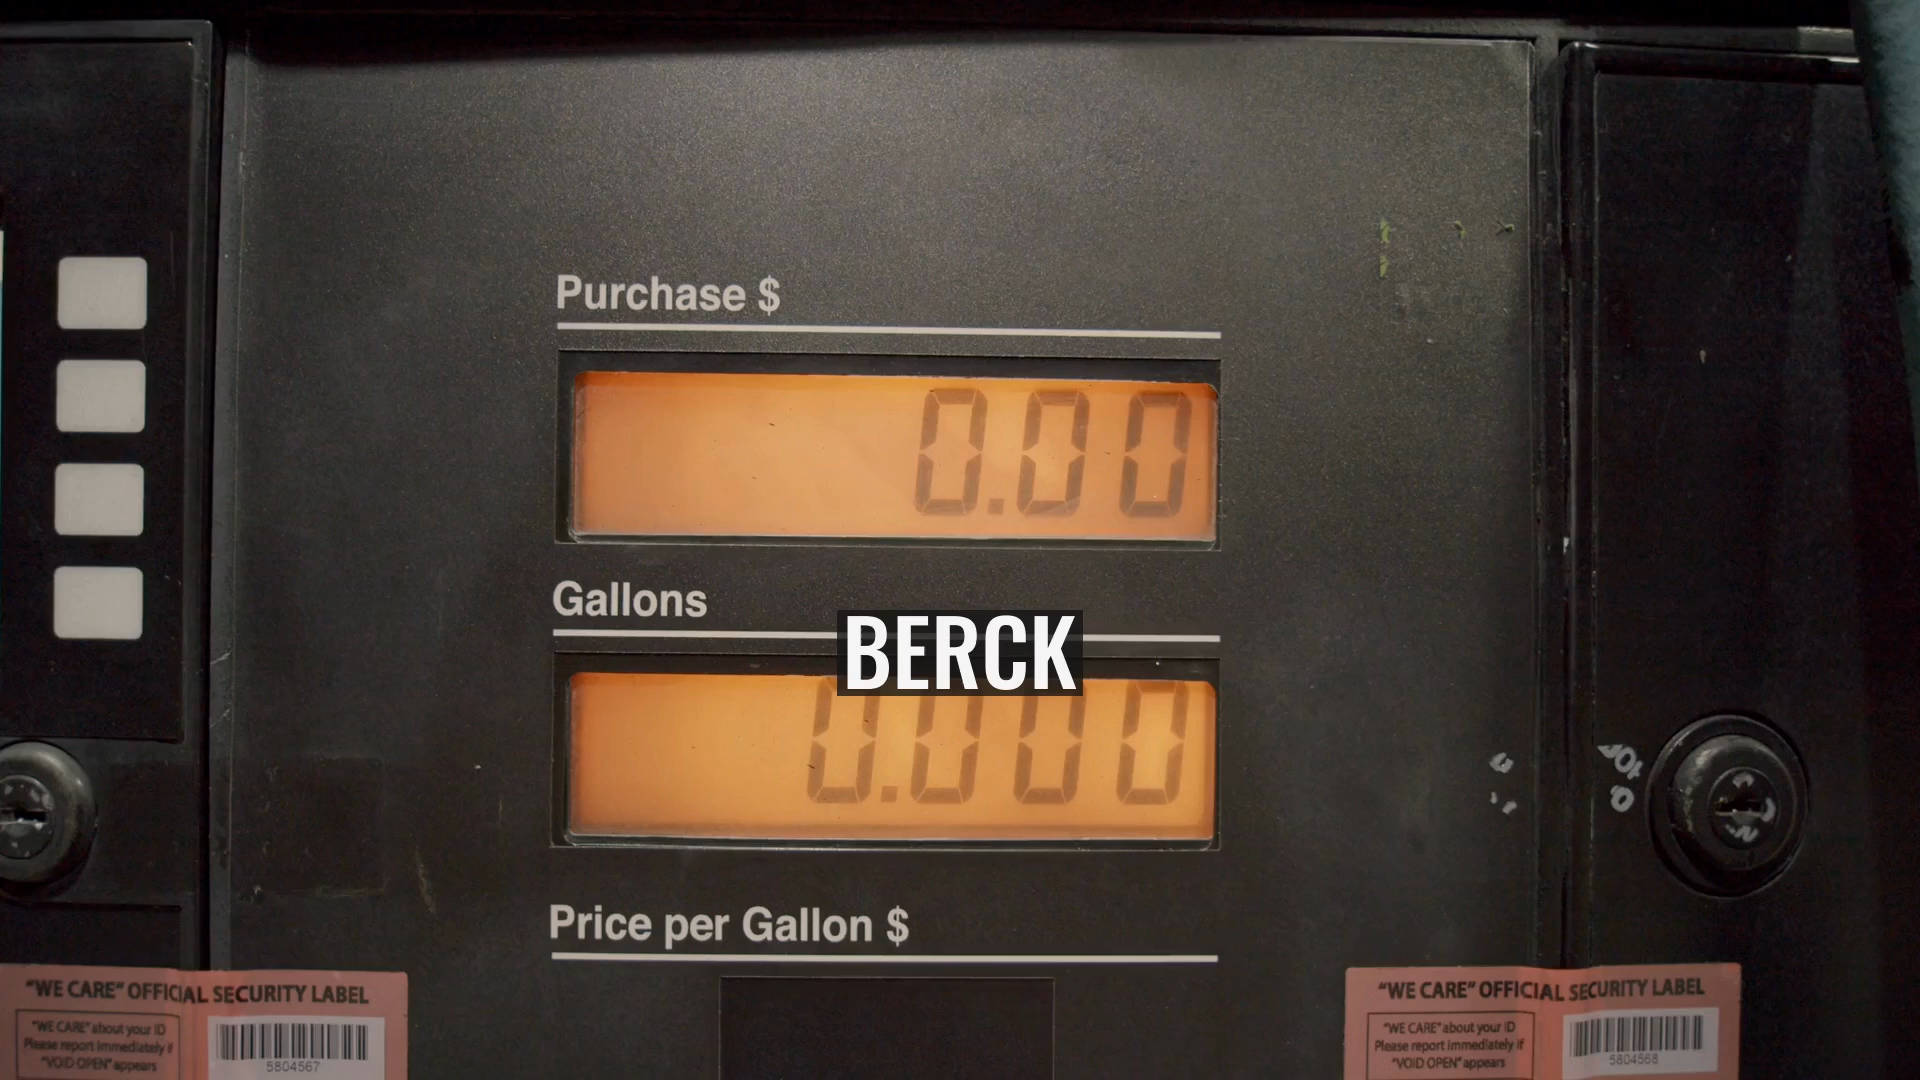 Purchase $
0.00
Gallons
BERCK
0.000
Price per Gallon $
"WE CARE" OFFICIAL SECURITY LABEL
"WE CARE" about your ID
Please report immediately if
"VOID OPEN" appears
5804567
"WE CARE" OFFICIAL SECURITY LABEL
"WE CARE" about your ID
Please report immediately if
"VOID OPEN" appears
5804568